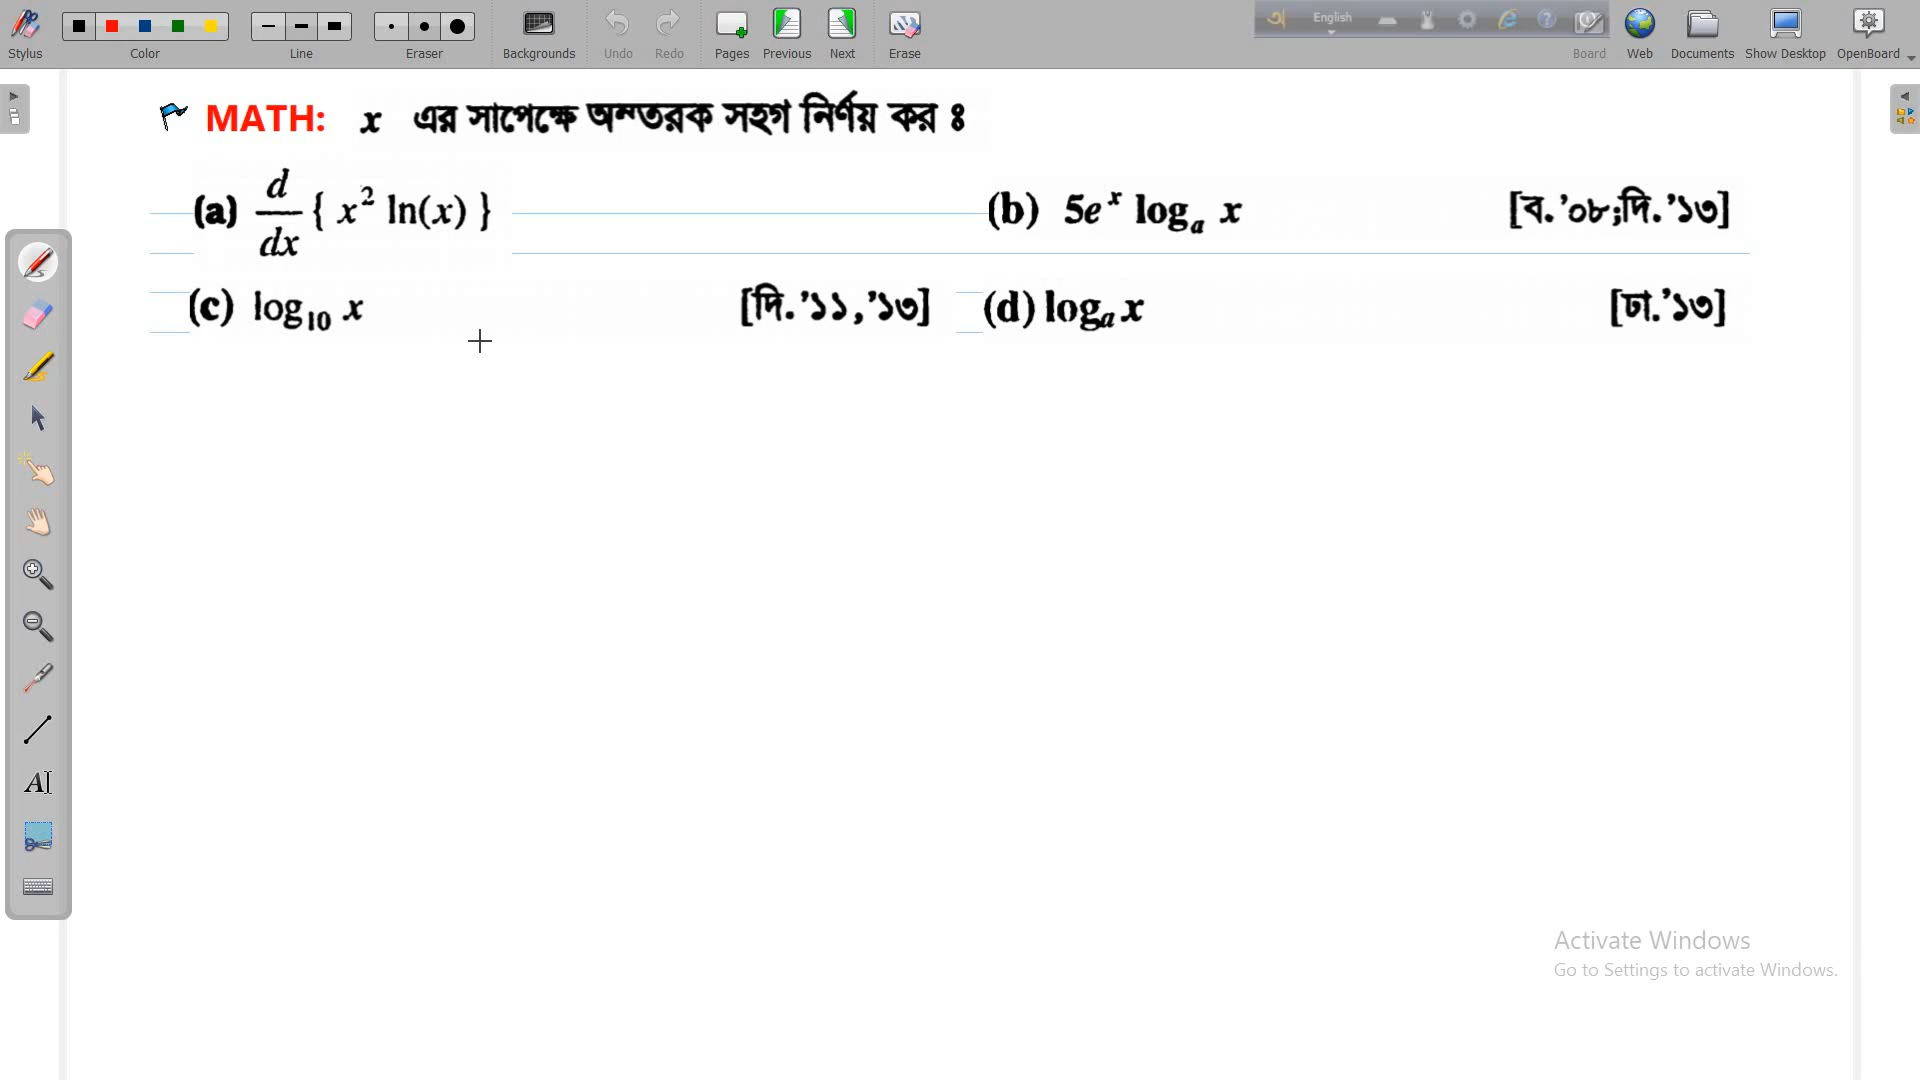 Stylus Color Line Eraser Backgrounds Undo Redo Pages Previous Next Erase English Board Web Documents Show Desktop OpenBoard
MATH: x এর সাপেক্ষে অন্তরক সহগ নির্ণয় কর ঃ
(a) d/dx { x² ln(x) } (b) 5eˣ logₐ x [ব.'০৮;দি.'১৩]
(c) log₁₀ x [দি.'১১,'১৩] (d) logₐ x [ঢা.'১৩]
Activate Windows
Go to Settings to activate Windows.